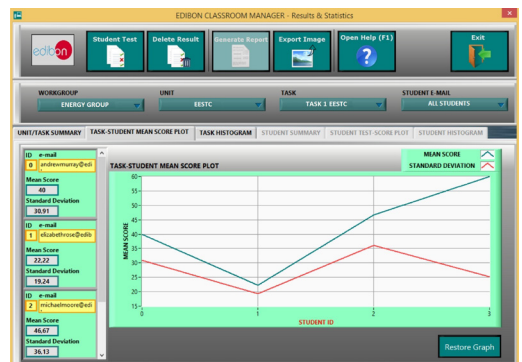 EDIBON CLASSROOM MANAGER - Results & Statistics
edibon
Student Test
Delete Result
Generate Report
Export Image
Open Help (F1)
Exit
WORKGROUP
UNIT
TASK
STUDENT E-MAIL
ENERGY GROUP
EESTC
TASK 1 EESTC
ALL STUDENTS
UNIT/TASK SUMMARY
TASK-STUDENT MEAN SCORE PLOT
TASK HISTOGRAM
STUDENT SUMMARY
STUDENT TEST-SCORE PLOT
STUDENT HISTOGRAM
ID e-mail
0 andrewmurray@edi
Mean Score
40
Standard Deviation
30,91
ID e-mail
1 elizabethrose@edib
Mean Score
22,22
Standard Deviation
19,24
ID e-mail
2 michaelmoore@edi
Mean Score
46,67
Standard Deviation
36,13
TASK-STUDENT MEAN SCORE PLOT
MEAN SCORE
STANDARD DEVIATION
MEAN SCORE
60
55
50
45
40
35
30
25
20
15
0 1 2 3
STUDENT ID
Restore Graph